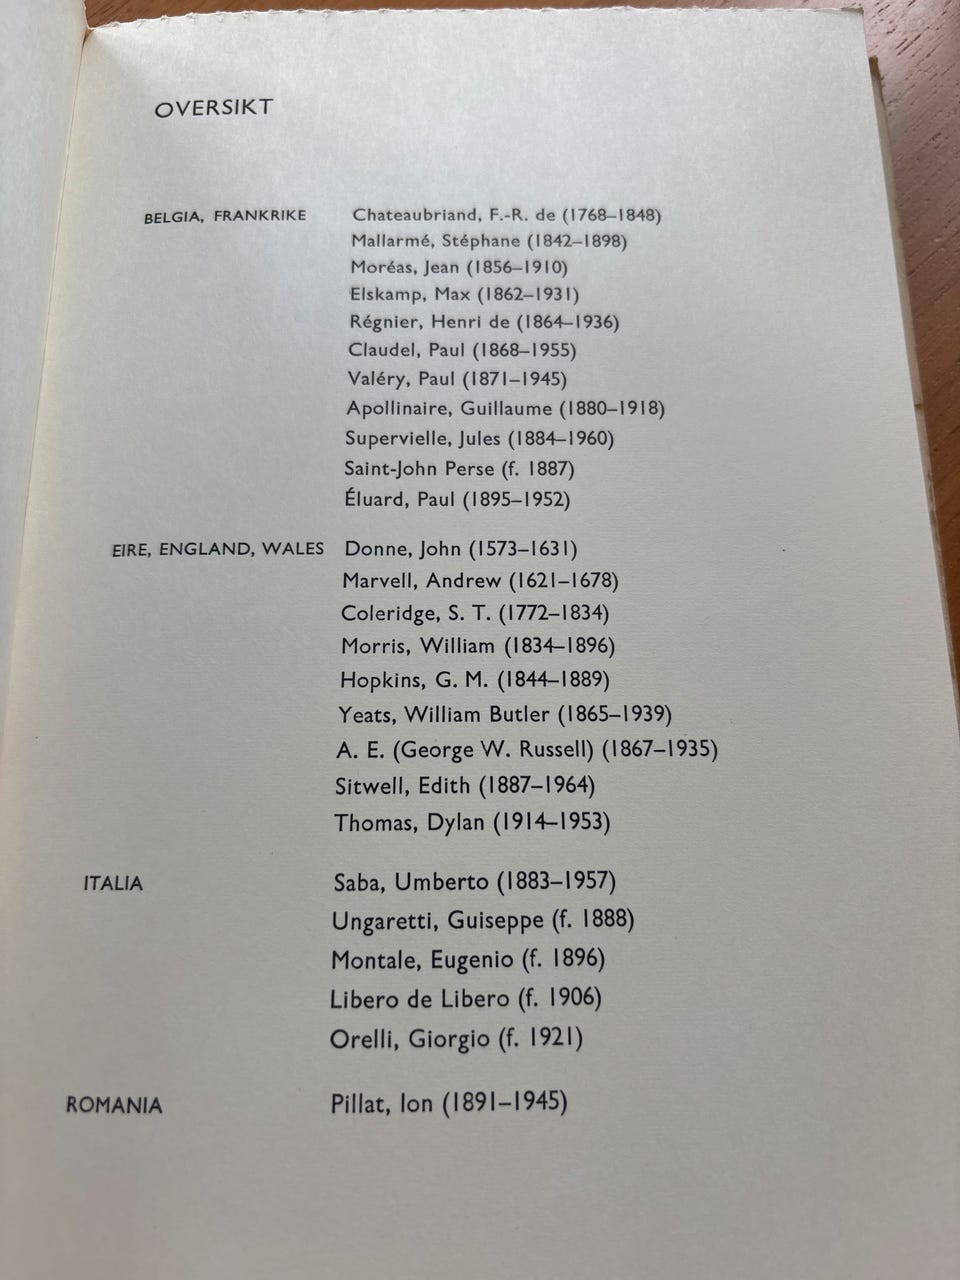 OVERSIKT
BELGIA, FRANKRIKE Chateaubriand, F.-R. de (1768–1848)
Mallarmé, Stéphane (1842–1898)
Moréas, Jean (1856–1910)
Elskamp, Max (1862–1931)
Régnier, Henri de (1864–1936)
Claudel, Paul (1868–1955)
Valéry, Paul (1871–1945)
Apollinaire, Guillaume (1880–1918)
Supervielle, Jules (1884–1960)
Saint-John Perse (f. 1887)
Éluard, Paul (1895–1952)
EIRE, ENGLAND, WALES Donne, John (1573–1631)
Marvell, Andrew (1621–1678)
Coleridge, S. T. (1772–1834)
Morris, William (1834–1896)
Hopkins, G. M. (1844–1889)
Yeats, William Butler (1865–1939)
A. E. (George W. Russell) (1867–1935)
Sitwell, Edith (1887–1964)
Thomas, Dylan (1914–1953)
ITALIA Saba, Umberto (1883–1957)
Ungaretti, Guiseppe (f. 1888)
Montale, Eugenio (f. 1896)
Libero de Libero (f. 1906)
Orelli, Giorgio (f. 1921)
ROMANIA Pillat, Ion (1891–1945)